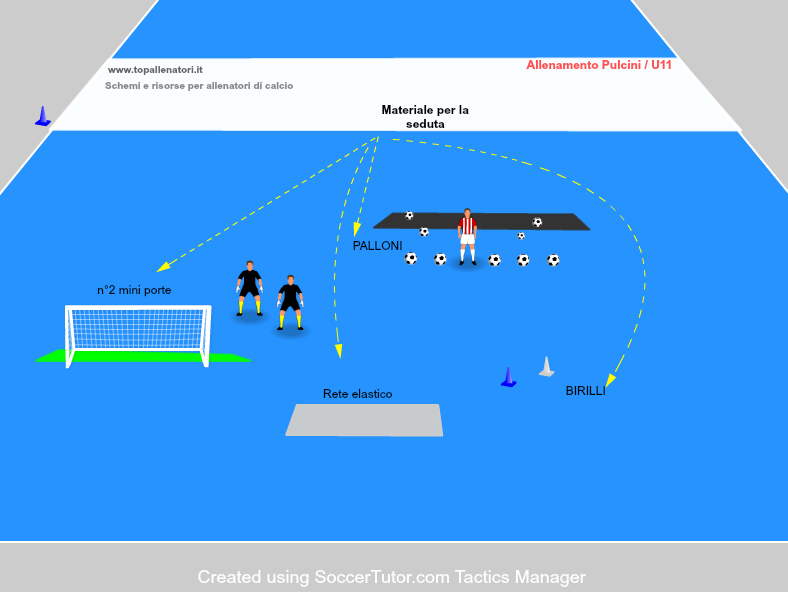 www.topallenatori.it
Allenamento Pulcini / U11
Schemi e risorse per allenatori di calcio
Materiale per la
seduta
PALLONI
n°2 mini porte
Rete elastico
BIRILLI
Created using SoccerTutor.com Tactics Manager